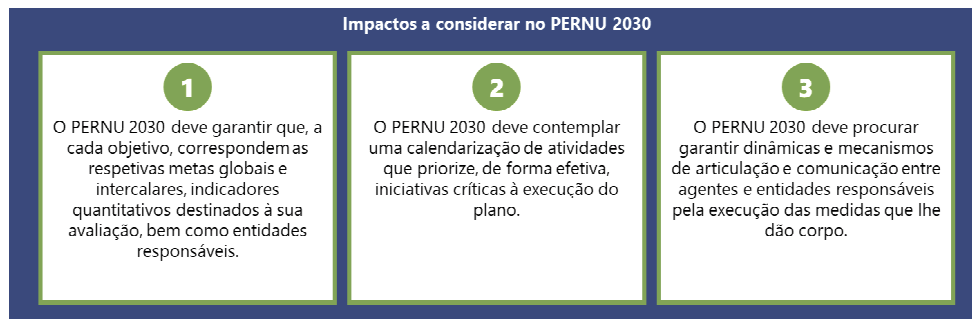 Impactos a considerar no PERNU 2030
1
O PERNU 2030 deve garantir que, a
cada objetivo, correspondem as
respetivas metas globais e
intercalares, indicadores
quantitativos destinados à sua
avaliação, bem como entidades
responsáveis.
2
O PERNU 2030 deve contemplar
uma calendarização de atividades
que priorize, de forma efetiva,
iniciativas críticas à execução do
plano.
3
O PERNU 2030 deve procurar
garantir dinâmicas e mecanismos
de articulação e comunicação entre
agentes e entidades responsáveis
pela execução das medidas que lhe
dão corpo.